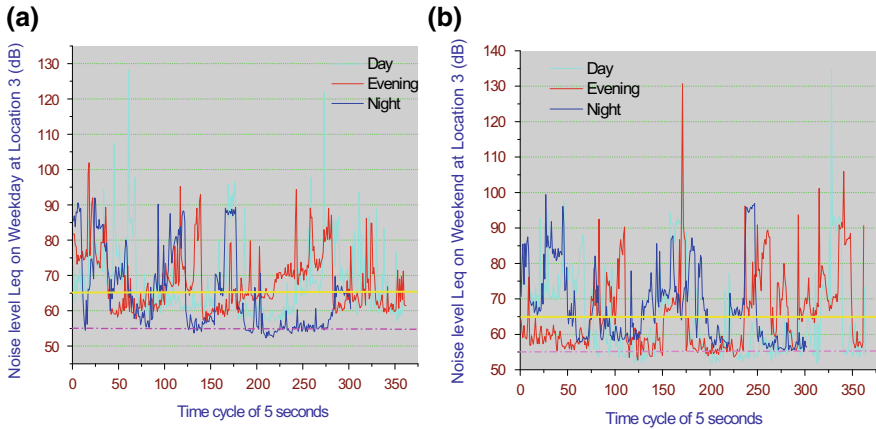 (a)
Noise level Leq on Weekday at Location 3 (dB)
130
120
110
100
90
80
70
60
50
Day
Evening
Night
0
50
100
150
200
250
300
350
Time cycle of 5 seconds
(b)
Noise level Leq on Weekend at Location 3 (dB)
140
130
120
110
100
90
80
70
60
50
Day
Evening
Night
0
50
100
150
200
250
300
350
Time cycle of 5 seconds